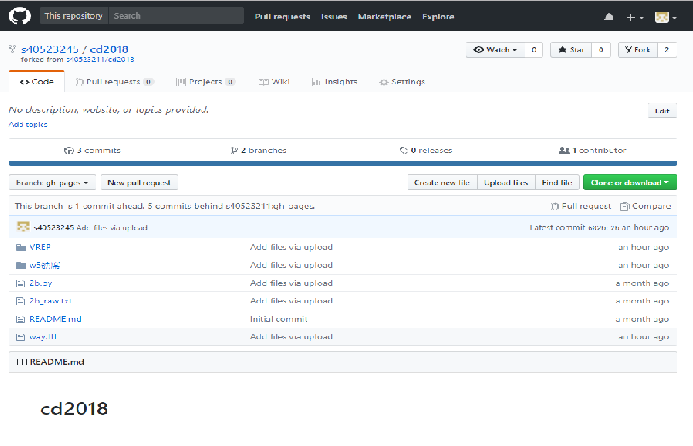 This repository Search Pull requests Issues Marketplace Explore
s40523245 / cd2018 Watch 0 Star 0 Fork 2
forked from s40523211/cd2018
Code Pull requests 0 Projects 0 Wiki Insights Settings
No description, website, or topics provided. Edit
Add topics
3 commits 2 branches 0 releases 1 contributor
Branch: gh-pages New pull request Create new file Upload files Find file Clone or download
This branch is 1 commit ahead, 5 commits behind s40523211:gh-pages. Pull request Compare
s40523245 Add files via upload Latest commit an hour ago
VREP Add files via upload an hour ago
Add files via upload an hour ago
2b.py Add files via upload a month ago
2b_raw.txt Add files via upload a month ago
README.md Initial commit a month ago
Add files via upload an hour ago
README.md
cd2018